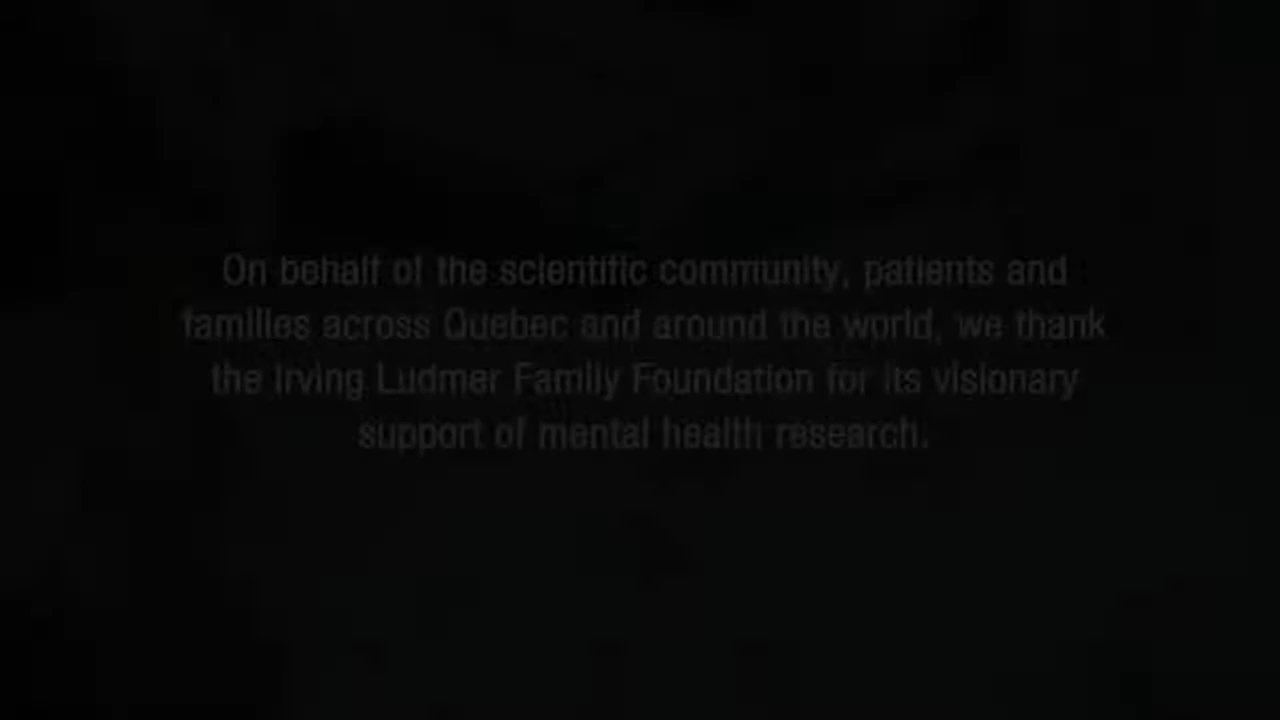 On behalf of the scientific community, patients and
families across Quebec and around the world, we thank
the Irving Ludmer Family Foundation for its visionary
support of mental health research.